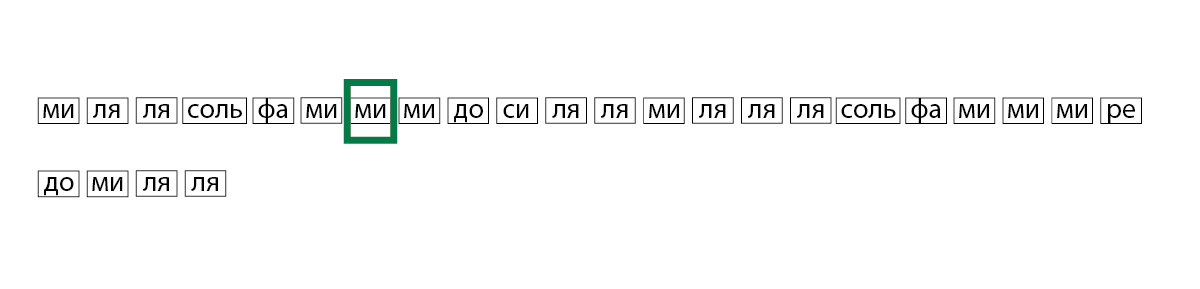 ми ля ля соль фа ми ми ми до си ля ля ми ля ля ля соль фа ми ми ми ре
до ми ля ля